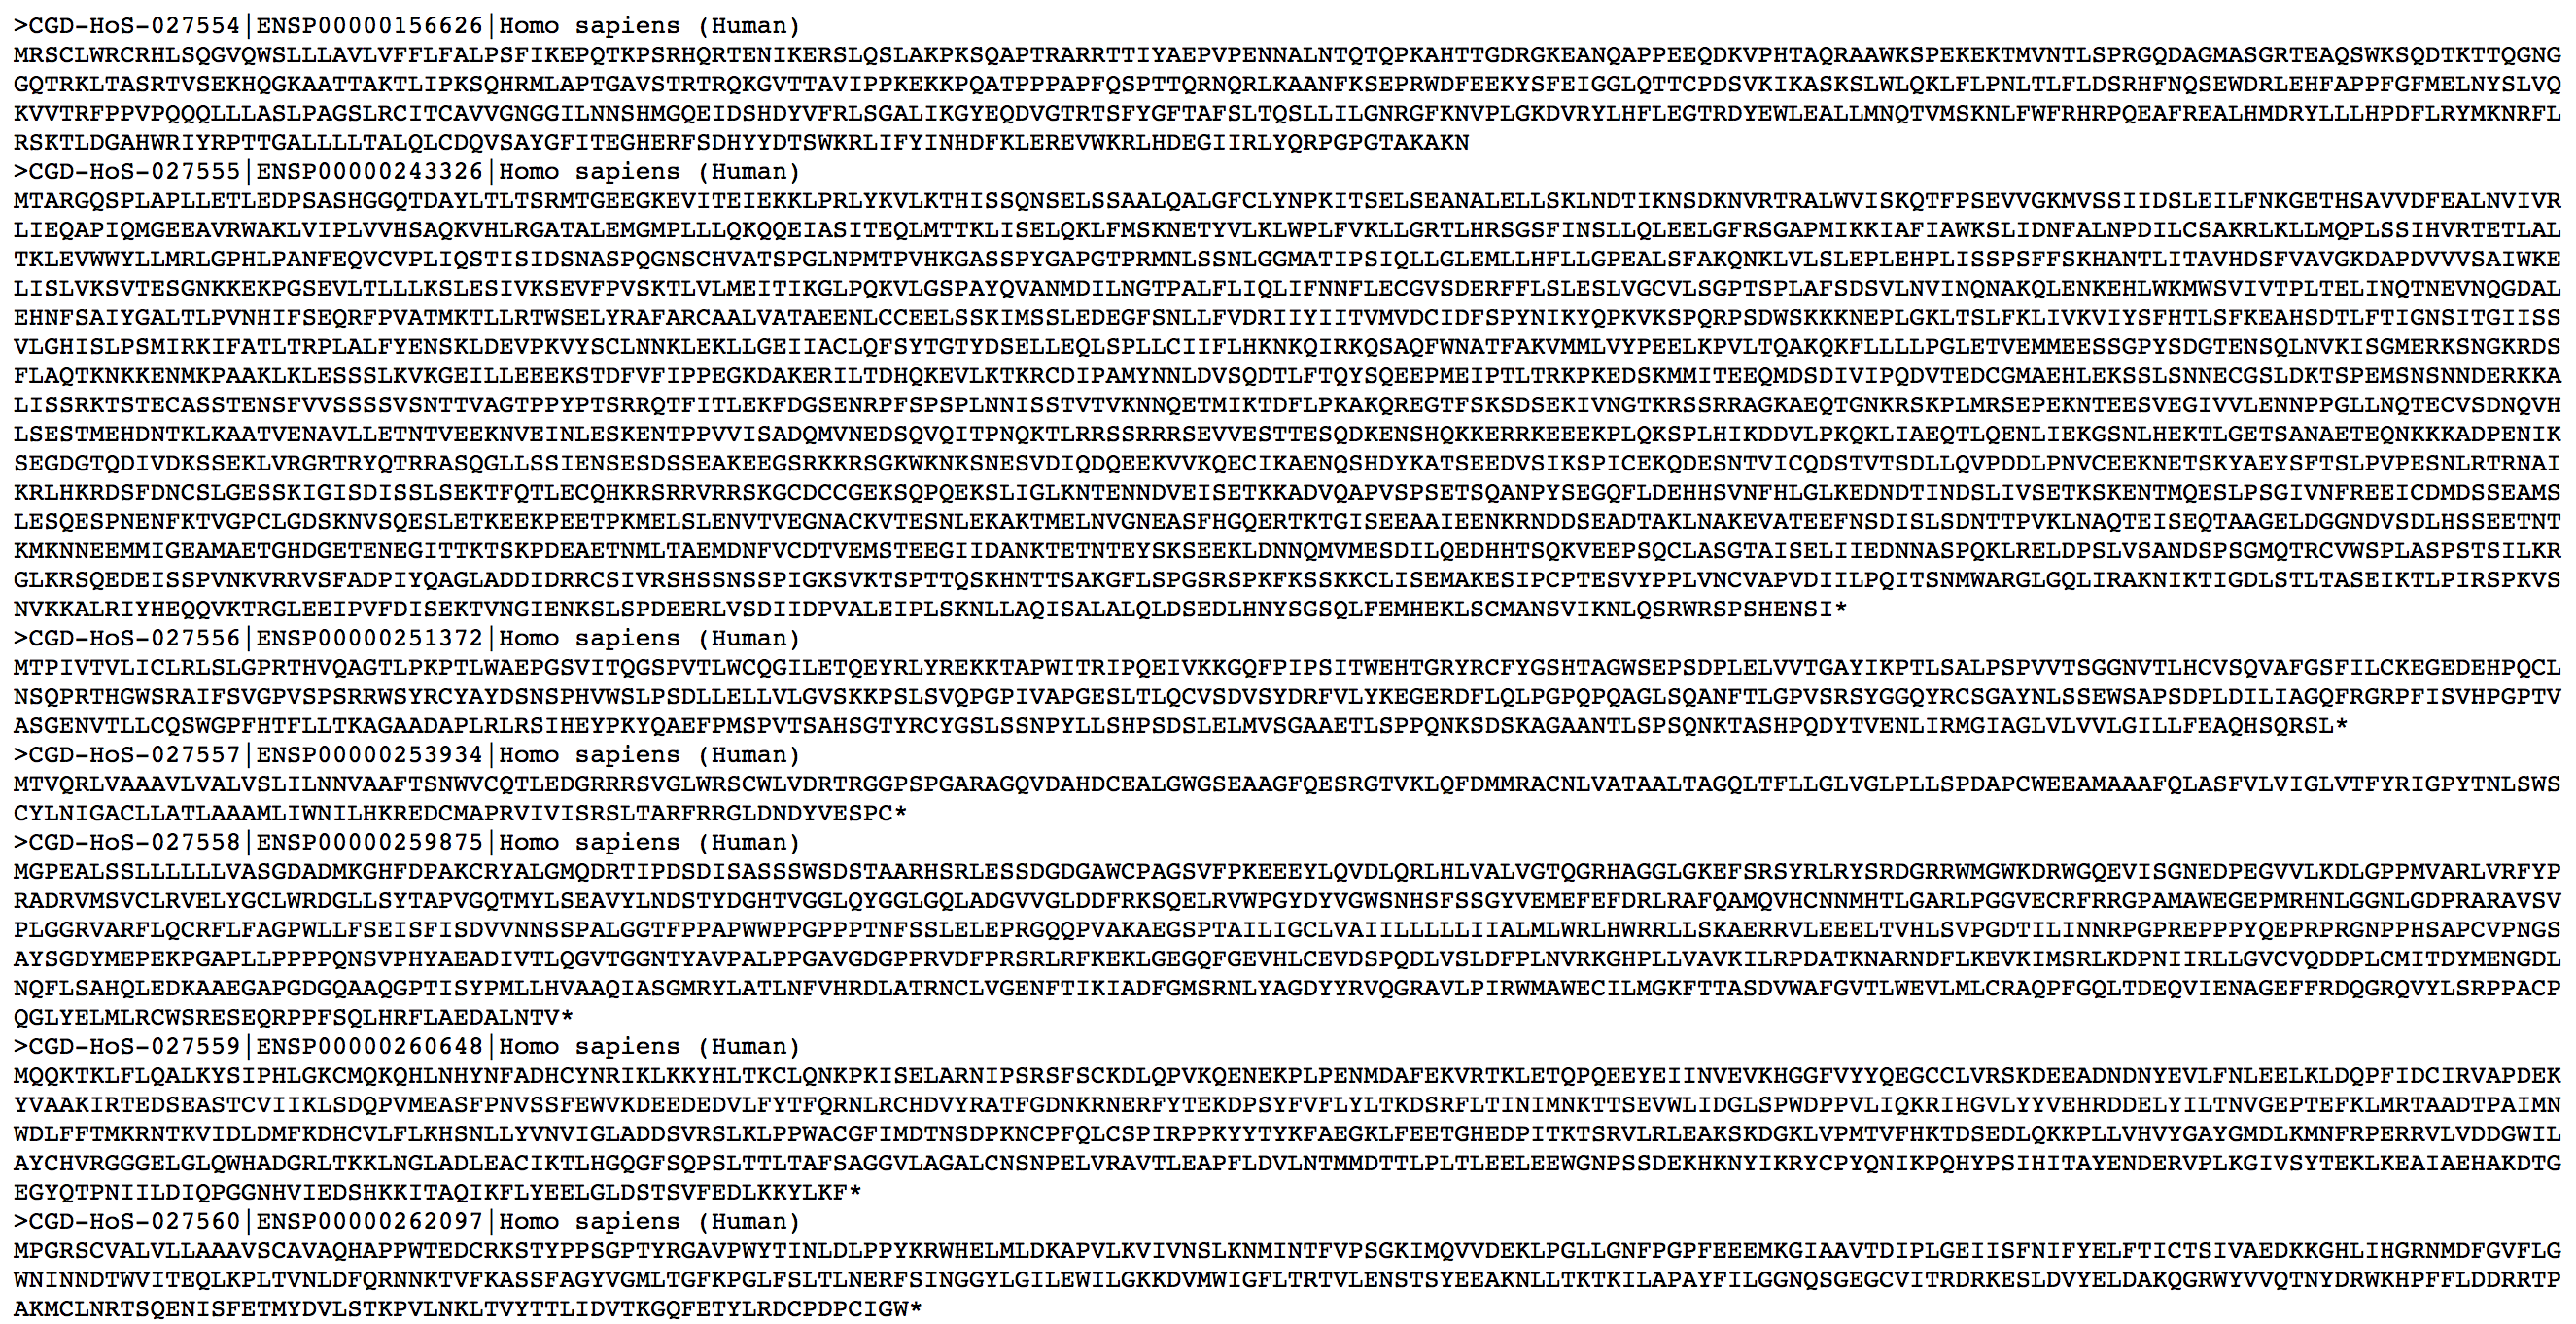 >CGD-HoS-027554|ENSP00000156626|Homo sapiens (Human)
MRSCLWRCRHLSQGVQWSLLLAVLVFFLFALPSFIKEPQTKPSRHQRTENIKERSLQSLAKPKSQAPTRARRTTIYAEPVPENNALNTQTQPKAHTTGDRGKEANQAPPEEQDKVPHTAQRAAWKSPEKEKTMVNTLSPRGQDAGMASGRTEAQSWKSQDTKTTQGNG
GQTRKLTASRTVSEKHQGKAATTAKTLIPKSQHRMLAPTGAVSTRTRQKGVTTAVIPPKEKKPQATPPPAPFQSPTTQRNQRLKAANFKSEPRWDFEEKYSFEIGGLQTTCPDSVKIKASKSLWLQKLFLPNLTLFLDSRHFNQSEWDRLEHFAPPFGFMELNYSLVQ
KVVTRFPPVPQQQLLLASLPAGSLRCITCAVVGNGGILNNSHMGQEIDSHDYVFRLSGALIKGYEQDVGTRTSFYGFTAFSLTQSLLILGNRGFKNVPLGKDVRYLHFLEGTRDYEWLEALLMNQTVMSKNLFWFRHRPQEAFREALHMDRYLLLHPDFLRYMKNRFL
RSKTLDGAHWRIYRPTTGALLLLTALQLCDQVSAYGFITEGHERFSDHYYDTSWKRLIFYINHDFKLEREVWKRLHDEGIIRLYQRPGPGTAKAKN
>CGD-HoS-027555|ENSP00000243326|Homo sapiens (Human)
MTARGQSPLAPLLETLEDPSASHGGQTDAYLTLTSRMTGEEGKEVITEIEKKLPRLYKVLKTHISSQNSELSSAALQALGFCLYNPKITSELSEANALELLSKLNDTIKNSDKNVRTRALWVISKQTFPSEVVGKMVSSIIDSLEILFNKGETHSAVVDFEALNVIVR
LIEQAPIQMGEEAVRWAKLVIPLVVHSAQKVHLRGATALEMGMPLLLQKQQEIASITEQLMTTKLISELQKLFMSKNETYVLKLWPLFVKLLGRTLHRSGSFINSLLQLEELGFRSGAPMIKKIAFIAWKSLIDNFALNPDILCSAKRLKLLMQPLSSIHVRTETLAL
TKLEVWWYLLMRLGPHLPANFEQVCVPLIQSTISIDSNASPQGNSCHVATSPGLNPMTPVHKGASSPYGAPGTPRMNLSSNLGGMATIPSIQLLGLEMLLHFLLGPEALSFAKQNKLVLSLEPLEHPLISSPSFFSKHANTLITAVHDSFVAVGKDAPDVVVSAIWKE
LISLVKSVTESGNKKEKPGSEVLTLLLKSLESIVKSEVFPVSKTLVLMEITIKGLPQKVLGSPAYQVANMDILNGTPALFLIQLIFNNFLECGVSDERFFLSLESLVGCVLSGPTSPLAFSDSVLNVINQNAKQLENKEHLWKMWSVIVTPLTELINQTNEVNQGDAL
EHNFSAIYGALTLPVNHIFSEQRFPVATMKTLLRTWSELYRAFARCAALVATAEENLCCEELSSKIMSSLEDEGFSNLLFVDRIIYIITVMVDCIDFSPYNIKYQPKVKSPQRPSDWSKKKNEPLGKLTSLFKLIVKVIYSFHTLSFKEAHSDTLFTIGNSITGIISS
VLGHISLPSMIRKIFATLTRPLALFYENSKLDEVPKVYSCLNNKLEKLLGEIIACLQFSYTGTYDSELLEQLSPLLCIIFLHKNKQIRKQSAQFWNATFAKVMMLVYPEELKPVLTQAKQKFLLLLPGLETVEMMEESSGPYSDGTENSQLNVKISGMERKSNGKRDS
FLAQTKNKKENMKPAAKLKLESSSLKVKGEILLEEEKSTDFVFIPPEGKDAKERILTDHQKEVLKTKRCDIPAMYNNLDVSQDTLFTQYSQEEPMEIPTLTRKPKEDSKMMITEEQMDSDIVIPQDVTEDCGMAEHLEKSSLSNNECGSLDKTSPEMSNSNNDERKKA
LISSRKTSTECASSTENSFVVSSSSVSNTTVAGTPPYPTSRRQTFITLEKFDGSENRPFSPSPLNNISSTVTVKNNQETMIKTDFLPKAKQREGTFSKSDSEKIVNGTKRSSRRAGKAEQTGNKRSKPLMRSEPEKNTEESVEGIVVLENNPPGLLNQTECVSDNQVH
LSESTMEHDNTKLKAATVENAVLLETNTVEEKNVEINLESKENTPPVVISADQMVNEDSQVQITPNQKTLRRSSRRRSEVVESTTESQDKENSHQKKERRKEEEKPLQKSPLHIKDDVLPKQKLIAEQTLQENLIEKGSNLHEKTLGETSANAETEQNKKKADPENIK
SEGDGTQDIVDKSSEKLVRGRTRYQTRRASQGLLSSIENSESDSSEAKEEGSRKKRSGKWKNKSNESVDIQDQEEKVVKQECIKAENQSHDYKATSEEDVSIKSPICEKQDESNTVICQDSTVTSDLLQVPDDLPNVCEEKNETSKYAEYSFTSLPVPESNLRTRNAI
KRLHKRDSFDNCSLGESSKIGISDISSLSEKTFQTLECQHKRSRRVRRSKGCDCCGEKSQPQEKSLIGLKNTENNDVEISETKKADVQAPVSPSETSQANPYSEGQFLDEHHSVNFHLGLKEDNDTINDSLIVSETKSKENTMQESLPSGIVNFREEICDMDSSEAMS
LESQESPNENFKTVGPCLGDSKNVSQESLETKEEKPEETPKMELSLENVTVEGNACKVTESNLEKAKTMELNVGNEASFHGQERTKTGISEEAAIEENKRNDDSEADTAKLNAKEVATEEFNSDISLSDNTTPVKLNAQTEISEQTAAGELDGGNDVSDLHSSEETNT
KMKNNEEMMIGEAMAETGHDGETENEGITTKTSKPDEAETNMLTAEMDNFVCDTVEMSTEEGIIDANKTETNTEYSKSEEKLDNNQMVMESDILQEDHHTSQKVEEPSQCLASGTAISELIIEDNNASPQKLRELDPSLVSANDSPSGMQTRCVWSPLASPSTSILKR
GLKRSQEDEISSPVNKVRRVSFADPIYQAGLADDIDRRCSIVRSHSSNSSPIGKSVKTSPTTQSKHNTTSAKGFLSPGSRSPKFKSSKKCLISEMAKESIPCPTESVYPPLVNCVAPVDIILPQITSNMWARGLGQLIRAKNIKTIGDLSTLTASEIKTLPIRSPKVS
NVKKALRIYHEQQVKTRGLEEIPVFDISEKTVNGIENKSLSPDEERLVSDIIDPVALEIPLSKNLLAQISALALQLDSEDLHNYSGSQLFEMHEKLSCMANSVIKNLQSRWRSPSHENSI*
>CGD-HoS-027556|ENSP00000251372|Homo sapiens (Human)
MTPIVTVLICLRLSLGPRTHVQAGTLPKPTLWAEPGSVITQGSPVTLWCQGILETQEYRLYREKKTAPWITRIPQEIVKKGQFPIPSITWEHTGRYRCFYGSHTAGWSEPSDPLELVVTGAYIKPTLSALPSPVVTSGGNVTLHCVSQVAFGSFILCKEGEDEHPQCL
NSQPRTHGWSRAIFSVGPVSPSRRWSYRCYAYDSNSPHVWSLPSDLLELLVLGVSKKPSLSVQPGPIVAPGESLTLQCVSDVSYDRFVLYKEGERDFLQLPGPQPQAGLSQANFTLGPVSRSYGGQYRCSGAYNLSSEWSAPSDPLDILIAGQFRGRPFISVHPGPTV
ASGENVTLLCQSWGPFHTFLLTKAGAADAPLRLRSIHEYPKYQAEFPMSPVTSAHSGTYRCYGSLSSNPYLLSHPSDSLELMVSGAAETLSPPQNKSDSKAGAANTLSPSQNKTASHPQDYTVENLIRMGIAGLVLVVLGILLFEAQHSQRSL*
>CGD-HoS-027557|ENSP00000253934|Homo sapiens (Human)
MTVQRLVAAAVLVALVSLILNNVAAFTSNWVCQTLEDGRRRSVGLWRSCWLVDRTRGGPSPGARAGQVDAHDCEALGWGSEAAGFQESRGTVKLQFDMMRACNLVATAALTAGQLTFLLGLVGLPLLSPDAPCWEEAMAAAFQLASFVLVIGLVTFYRIGPYTNLSWS
CYLNIGACLLATLAAAMLIWNILHKREDCMAPRVIVISRSLTARFRRGLDNDYVESPC*
>CGD-HoS-027558|ENSP00000259875|Homo sapiens (Human)
MGPEALSSLLLLLLVASGDADMKGHFDPAKCRYALGMQDRTIPDSDISASSSWSDSTAARHSRLESSDGDGAWCPAGSVFPKEEEYLQVDLQRLHLVALVGTQGRHAGGLGKEFSRSYRLRYSRDGRRWMGWKDRWGQEVISGNEDPEGVVLKDLGPPMVARLVRFYP
RADRVMSVCLRVELYGCLWRDGLLSYTAPVGQTMYLSEAVYLNDSTYDGHTVGGLQYGGLGQLADGVVGLDDFRKSQELRVWPGYDYVGWSNHSFSSGYVEMEFEFDRLRAFQAMQVHCNNMHTLGARLPGGVECRFRRGPAMAWEGEPMRHNLGGNLGDPRARAVSV
PLGGRVARFLQCRFLFAGPWLLFSEISFISDVVNNSSPALGGTFPPAPWWPPGPPPTNFSSLELEPRGQQPVAKAEGSPTAILIGCLVAIILLLLLIIALMLWRLHWRRLLSKAERRVLEEELTVHLSVPGDTILINNRPGPREPPPYQEPRPRGNPPHSAPCVPNGS
AYSGDYMEPEKPGAPLLPPPPQNSVPHYAEADIVTLQGVTGGNTYAVPALPPGAVGDGPPRVDFPRSRLRFKEKLGEGQFGEVHLCEVDSPQDLVSLDFPLNVRKGHPLLVAVKILRPDATKNARNDFLKEVKIMSRLKDPNIIRLLGVCVQDDPLCMITDYMENGDL
NQFLSAHQLEDKAAEGAPGDGQAAQGPTISYPMLLHVAAQIASGMRYLATLNFVHRDLATRNCLVGENFTIKIADFGMSRNLYAGDYYRVQGRAVLPIRWMAWECILMGKFTTASDVWAFGVTLWEVLMLCRAQPFGQLTDEQVIENAGEFFRDQGRQVYLSRPPACP
QGLYELMLRCWSRESEQRPPFSQLHRFLAEDALNTV*
>CGD-HoS-027559|ENSP00000260648|Homo sapiens (Human)
MQQKTKLFLQALKYSIPHLGKCMQKQHLNHYNFADHCYNRIKLKKYHLTKCLQNKPKISELARNIPSRSFSCKDLQPVKQENEKPLPENMDAFEKVRTKLETQPQEEYEIINVEVKHGGFVYYQEGCCLVRSKDEEADNDNYEVLFNLEELKLDQPFIDCIRVAPDEK
YVAAKIRTEDSEASTCVIIKLSDQPVMEASFPNVSSFEWVKDEEDEDVLFYTFQRNLRCHDVYRATFGDNKRNERFYTEKDPSYFVFLYLTKDSRFLTINIMNKTTSEVWLIDGLSPWDPPVLIQKRIHGVLYYVEHRDDELYILTNVGEPTEFKLMRTAADTPAIMN
WDLFFTMKRNTKVIDLDMFKDHCVLFLKHSNLLYVNVIGLADDSVRSLKLPPWACGFIMDTNSDPKNCPFQLCSPIRPPKYYTYKFAEGKLFEETGHEDPITKTSRVLRLEAKSKDGKLVPMTVFHKTDSEDLQKKPLLVHVYGAYGMDLKMNFRPERRVLVDDGWIL
AYCHVRGGGELGLQWHADGRLTKKLNGLADLEACIKTLHGQGFSQPSLTTLTAFSAGGVLAGALCNSNPELVRAVTLEAPFLDVLNTMMDTTLPLTLEELEEWGNPSSDEKHKNYIKRYCPYQNIKPQHYPSIHITAYENDERVPLKGIVSYTEKLKEAIAEHAKDTG
EGYQTPNIILDIQPGGNHVIEDSHKKITAQIKFLYEELGLDSTSVFEDLKKYLKF*
>CGD-HoS-027560|ENSP00000262097|Homo sapiens (Human)
MPGRSCVALVLLAAAVSCAVAQHAPPWTEDCRKSTYPPSGPTYRGAVPWYTINLDLPPYKRWHELMLDKAPVLKVIVNSLKNMINTFVPSGKIMQVVDEKLPGLLGNFPGPFEEEMKGIAAVTDIPLGEIISFNIFYELFTICTSIVAEDKKGHLIHGRNMDFGVFLG
WNINNDTWVITEQLKPLTVNLDFQRNNKTVFKASSFAGYVGMLTGFKPGLFSLTLNERFSINGGYLGILEWILGKKDVMWIGFLTRTVLENSTSYEEAKNLLTKTKILAPAYFILGGNQSGEGCVITRDRKESLDVYELDAKQGRWYVVQTNYDRWKHPFFLDDRRTP
AKMCLNRTSQENISFETMYDVLSTKPVLNKLTVYTTLIDVTKGQFETYLRDCPDPCIGW*